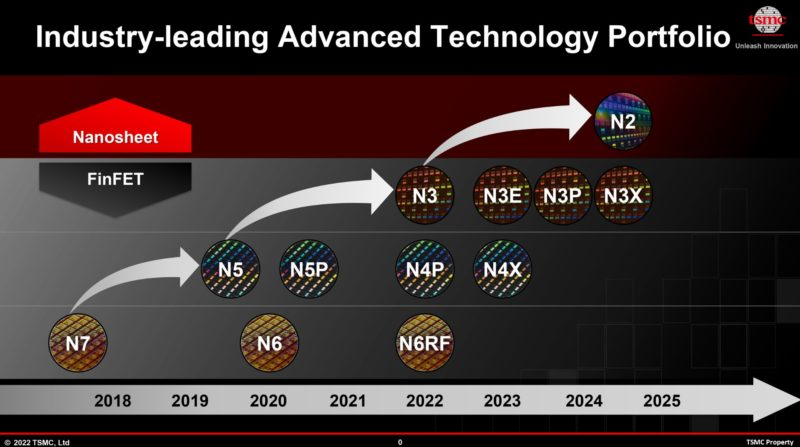 Industry-leading Advanced Technology Portfolio
tsmc
Unleash Innovation
Nanosheet
FinFET
N2
N3 N3E N3P N3X
N5 N5P N4P N4X
N7 N6 N6RF
2018 2019 2020 2021 2022 2023 2024 2025
© 2022 TSMC, Ltd 0 TSMC Property